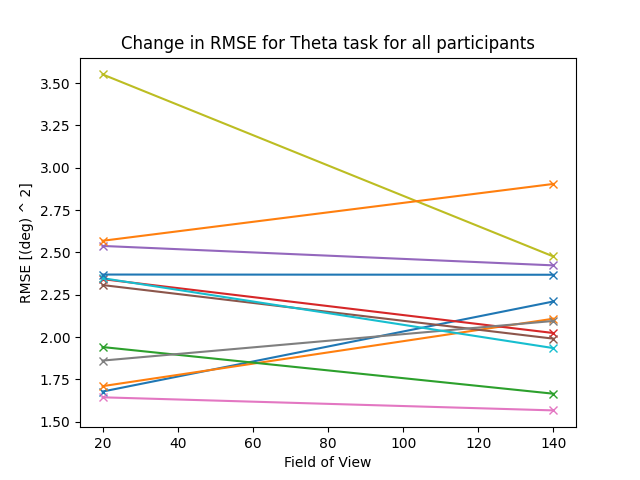 Change in RMSE for Theta task for all participants
3.50
3.25
3.00
2.75
2.50
2.25
2.00
1.75
1.50
RMSE [(deg) ^ 2]
20 40 60 80 100 120 140
Field of View